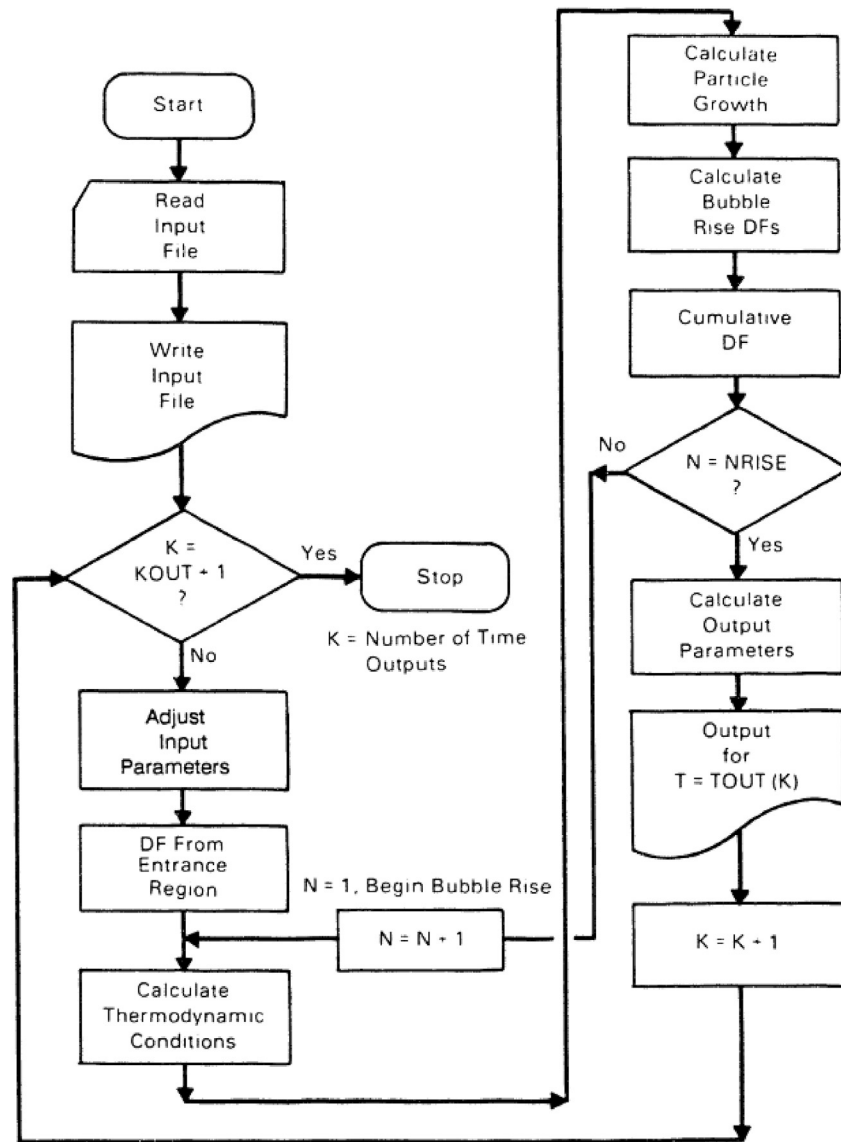 Start
Read
Input
File
Write
Input
File
K =
KOUT + 1
?
Yes
Stop
K = Number of Time
Outputs
No
Adjust
Input
Parameters
DF From
Entrance
Region
N = 1, Begin Bubble Rise
N = N + 1
Calculate
Thermodynamic
Conditions
Calculate
Particle
Growth
Calculate
Bubble
Rise DFs
Cumulative
DF
No
N = NRISE
?
Yes
Calculate
Output
Parameters
Output
for
T = TOUT (K)
K = K + 1